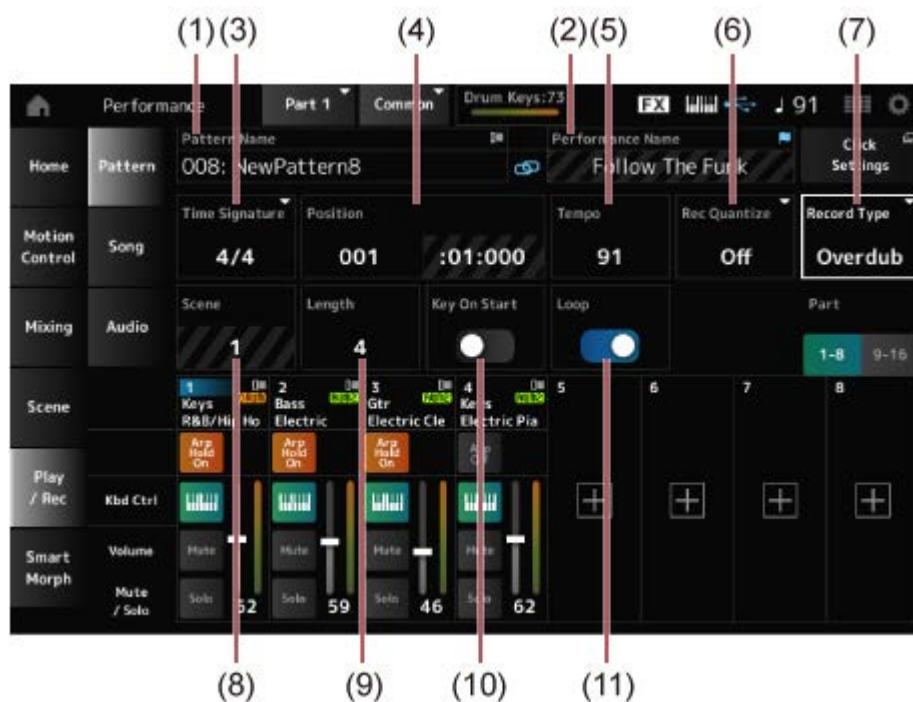 (1) (3) (4) (2) (5) (6) (7)
Performance Part 1 Common Drum Keys:73 FX ♩ 91
Pattern Name Performance Name
Home Pattern 008: NewPattern8 Follow The Funk Click Settings
Time Signature Position Tempo Rec Quantize Record Type
Motion Control Song 4/4 001 :01:000 91 Off Overdub
Scene Length Key On Start Loop Part
Mixing Audio 1 4 1-8 9-16
1 2 3 4 5 6 7 8
Scene Keys Bass Gtr Keys
R&B/Hip Ho Electric Electric Cle Electric Pia
Arp Hold On Arp Hold On Arp Hold On Arp
Play / Rec Kbd Ctrl
Smart Morph Volume Mute Mute Mute Mute
Mute / Solo Solo 52 Solo 59 Solo 46 62
(8) (9) (10) (11)